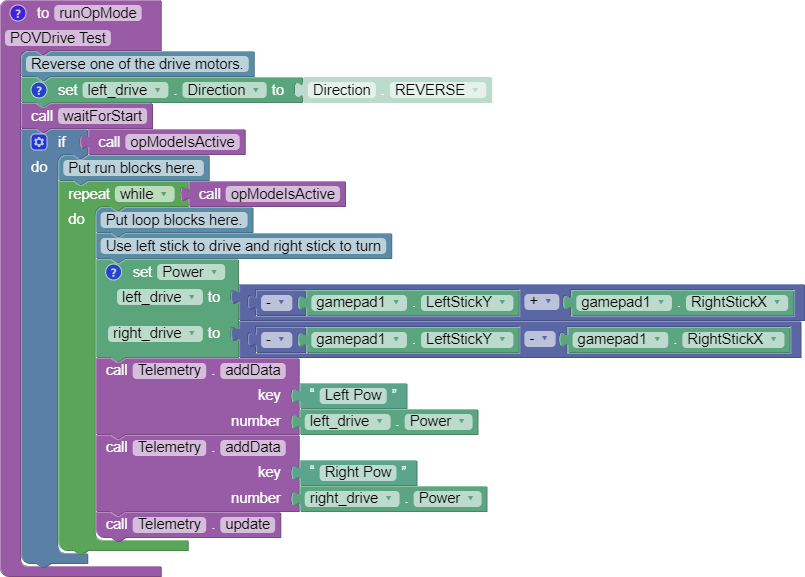 ? to runOpMode
POVDrive Test
Reverse one of the drive motors.
? set left_drive . Direction to Direction . REVERSE
call waitForStart
if call opModeIsActive
do Put run blocks here.
repeat while call opModeIsActive
do Put loop blocks here.
Use left stick to drive and right stick to turn
? set Power
left_drive to - gamepad1 . LeftStickY + gamepad1 . RightStickX
right_drive to - gamepad1 . LeftStickY - gamepad1 . RightStickX
call Telemetry . addData
key “ Left Pow ”
number left_drive . Power
call Telemetry . addData
key “ Right Pow ”
number right_drive . Power
call Telemetry . update